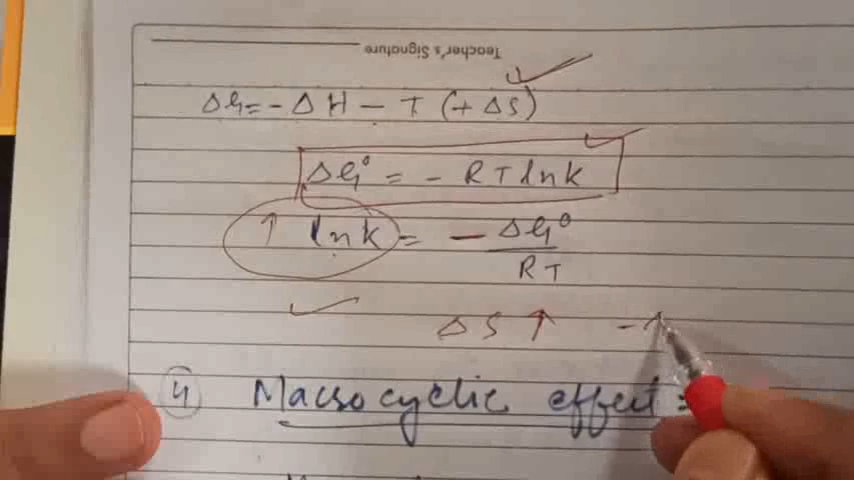 Teacher's Signature
ΔG = - ΔH - T (+ ΔS)
ΔG° = - RT lnk
↑ lnk = - ΔG° / RT
ΔS ↑ - ↑
4 Macrocyclic effect :